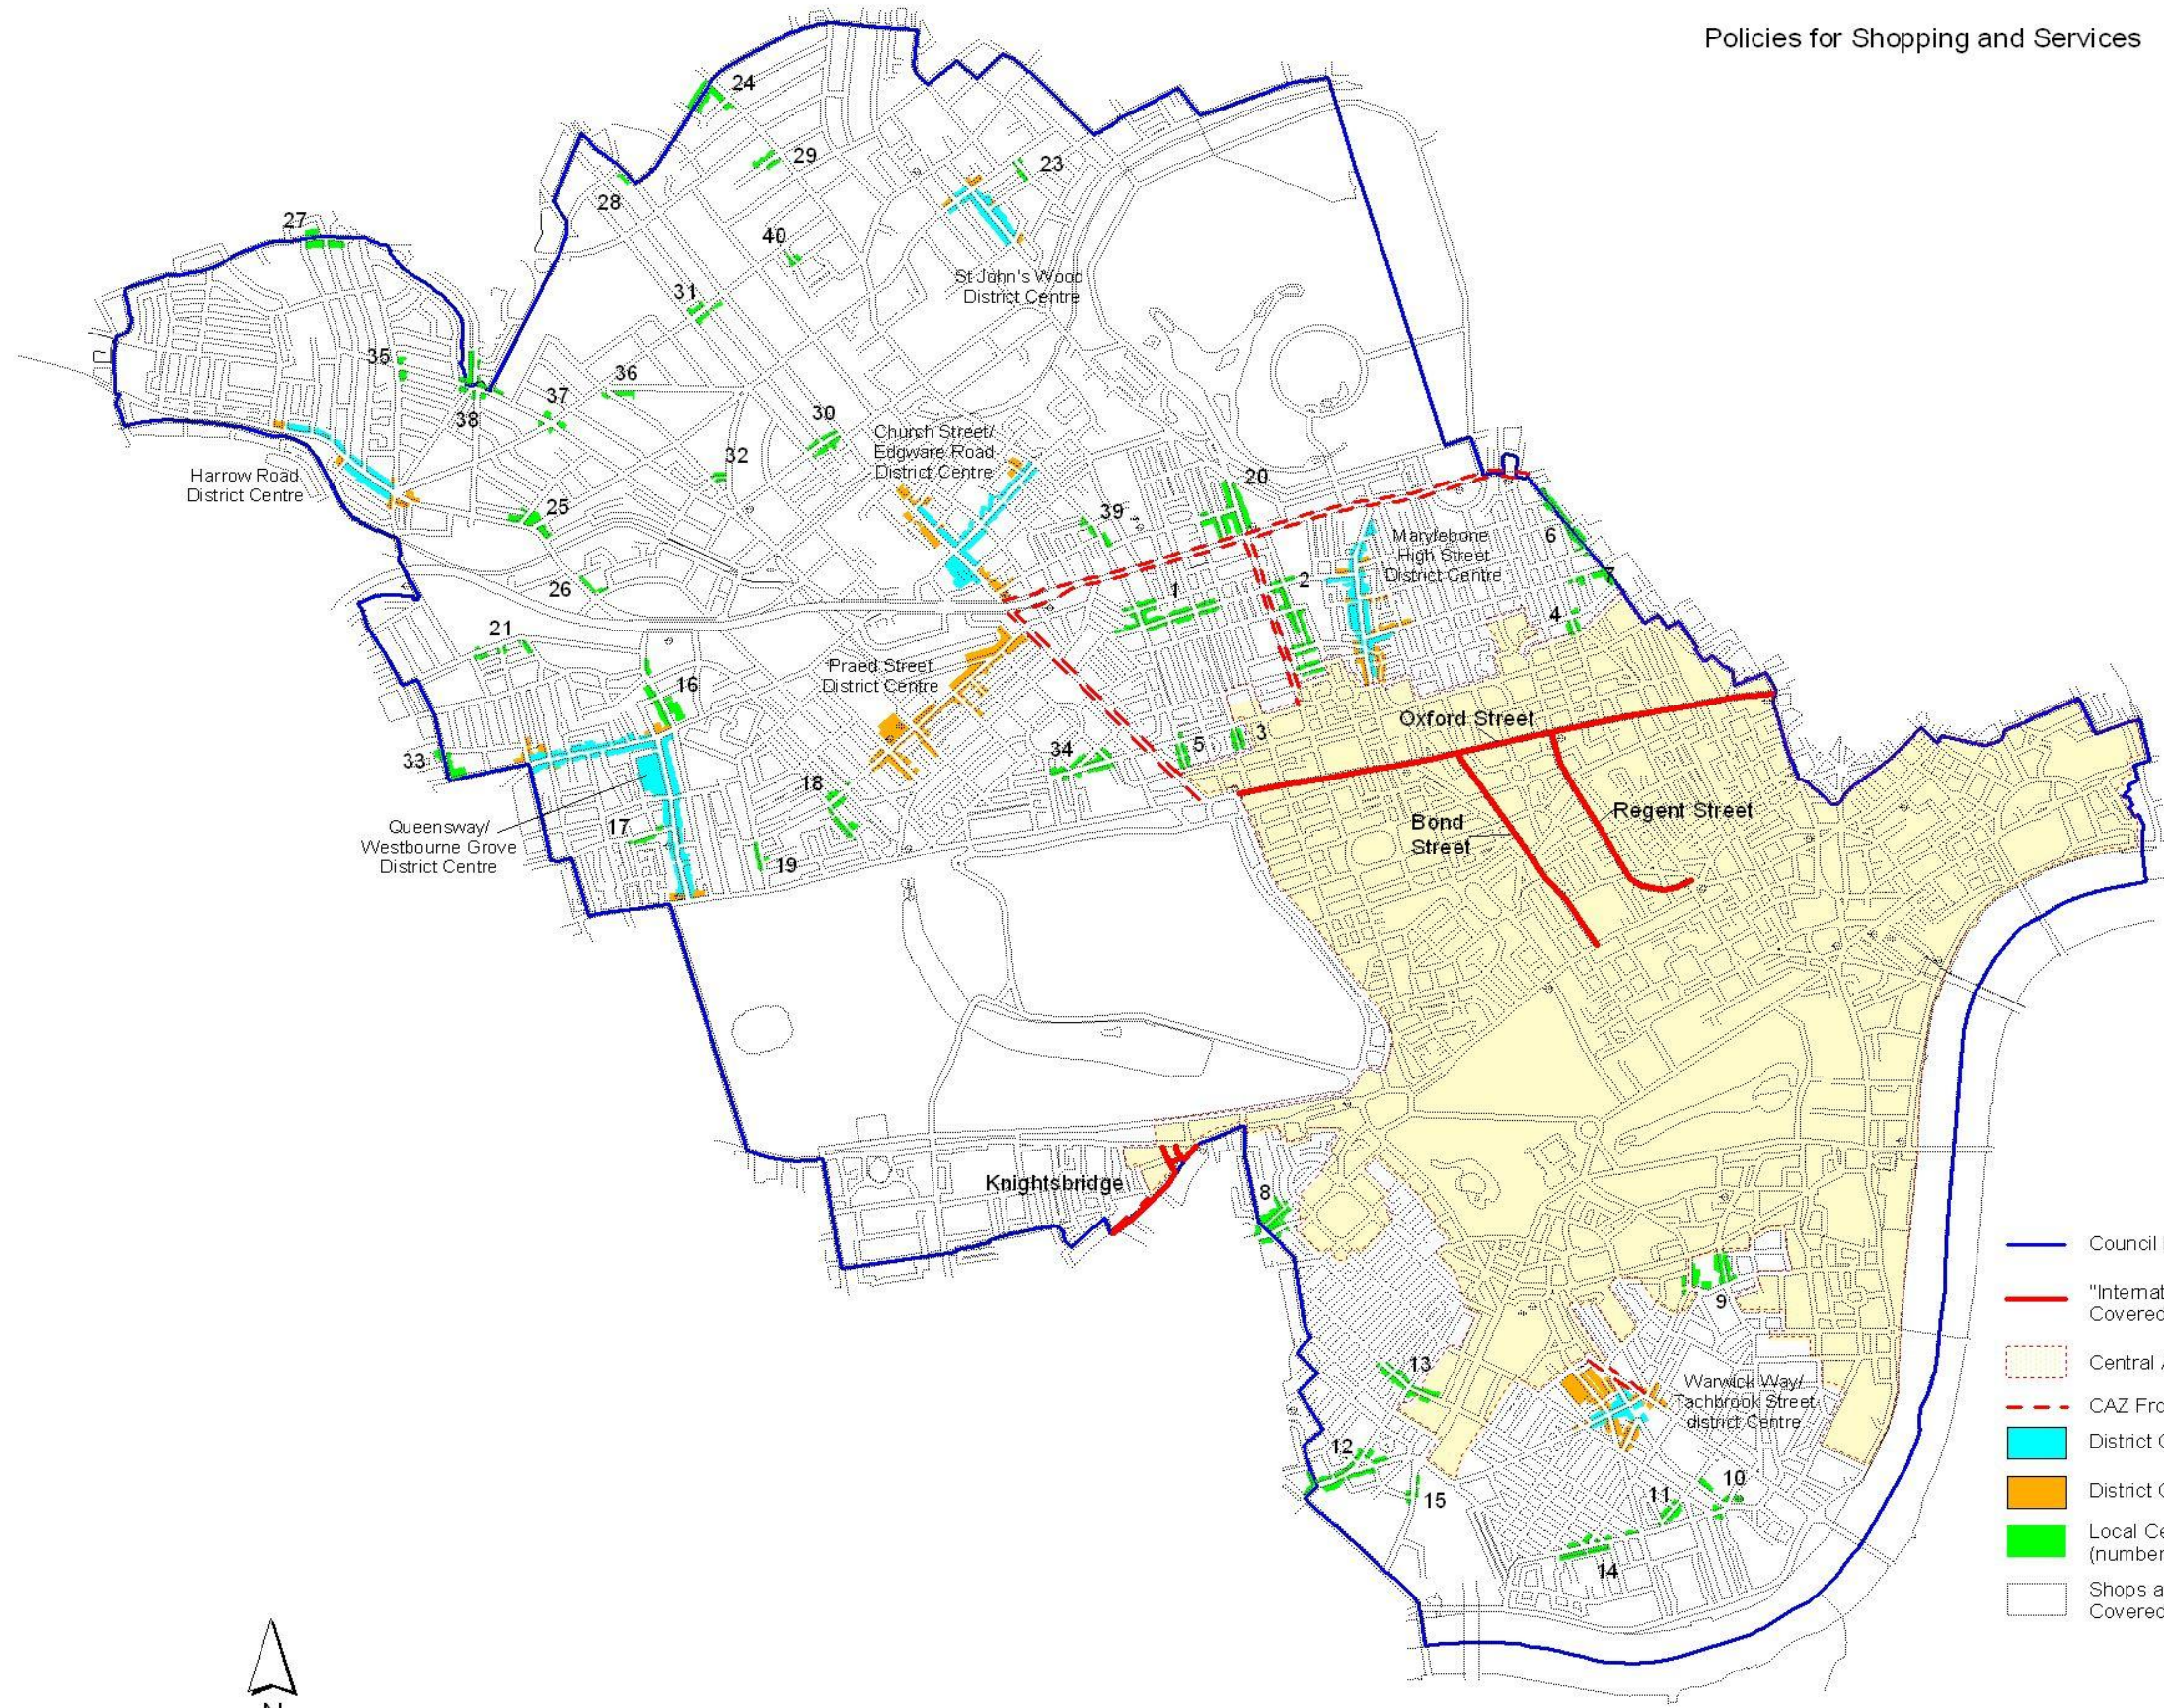 Policies for Shopping and Services
24
29
23
28
27
40
St John's Wood
District Centre
31
35
36
37
38
30
Church Street/
Edgware Road
District Centre
32
Harrow Road
District Centre
20
25
39
Marylebone
High Street
District Centre
6
26
1
2
7
4
21
Praed Street
District Centre
16
Oxford Street
33
34
5
3
18
Bond
Street
Regent Street
Queensway/
Westbourne Grove
District Centre
17
19
Knightsbridge
8
9
13
Warwick Way/
Tachbrook Street
district Centre
12
15
11
10
14
Council
"Internat
Covered
Central
CAZ Fro
District
District
Local Ce
(number
Shops a
Covered
N